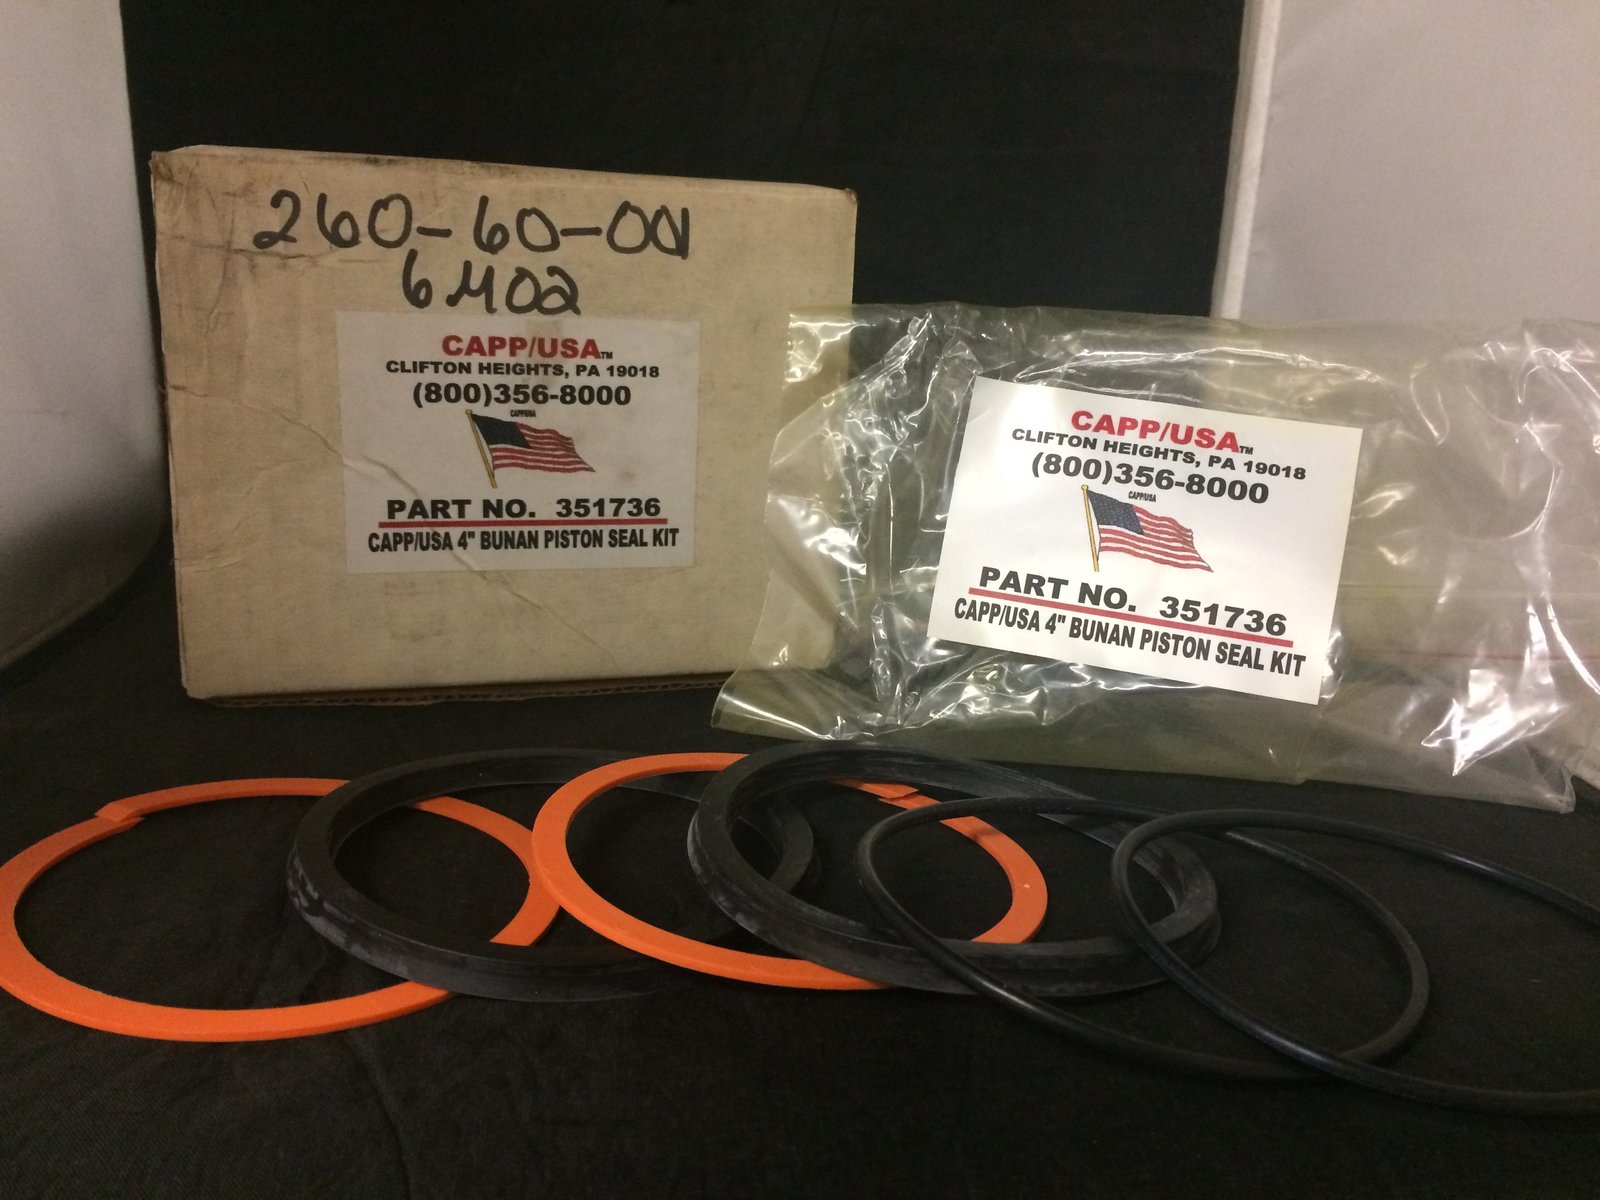 260-60-001
6M02
CAPP/USA™
CLIFTON HEIGHTS, PA 19018
(800)356-8000
CAPP/USA
PART NO. 351736
CAPP/USA 4" BUNAN PISTON SEAL KIT
CAPP/USA™
CLIFTON HEIGHTS, PA 19018
(800)356-8000
CAPP/USA
PART NO. 351736
CAPP/USA 4" BUNAN PISTON SEAL KIT